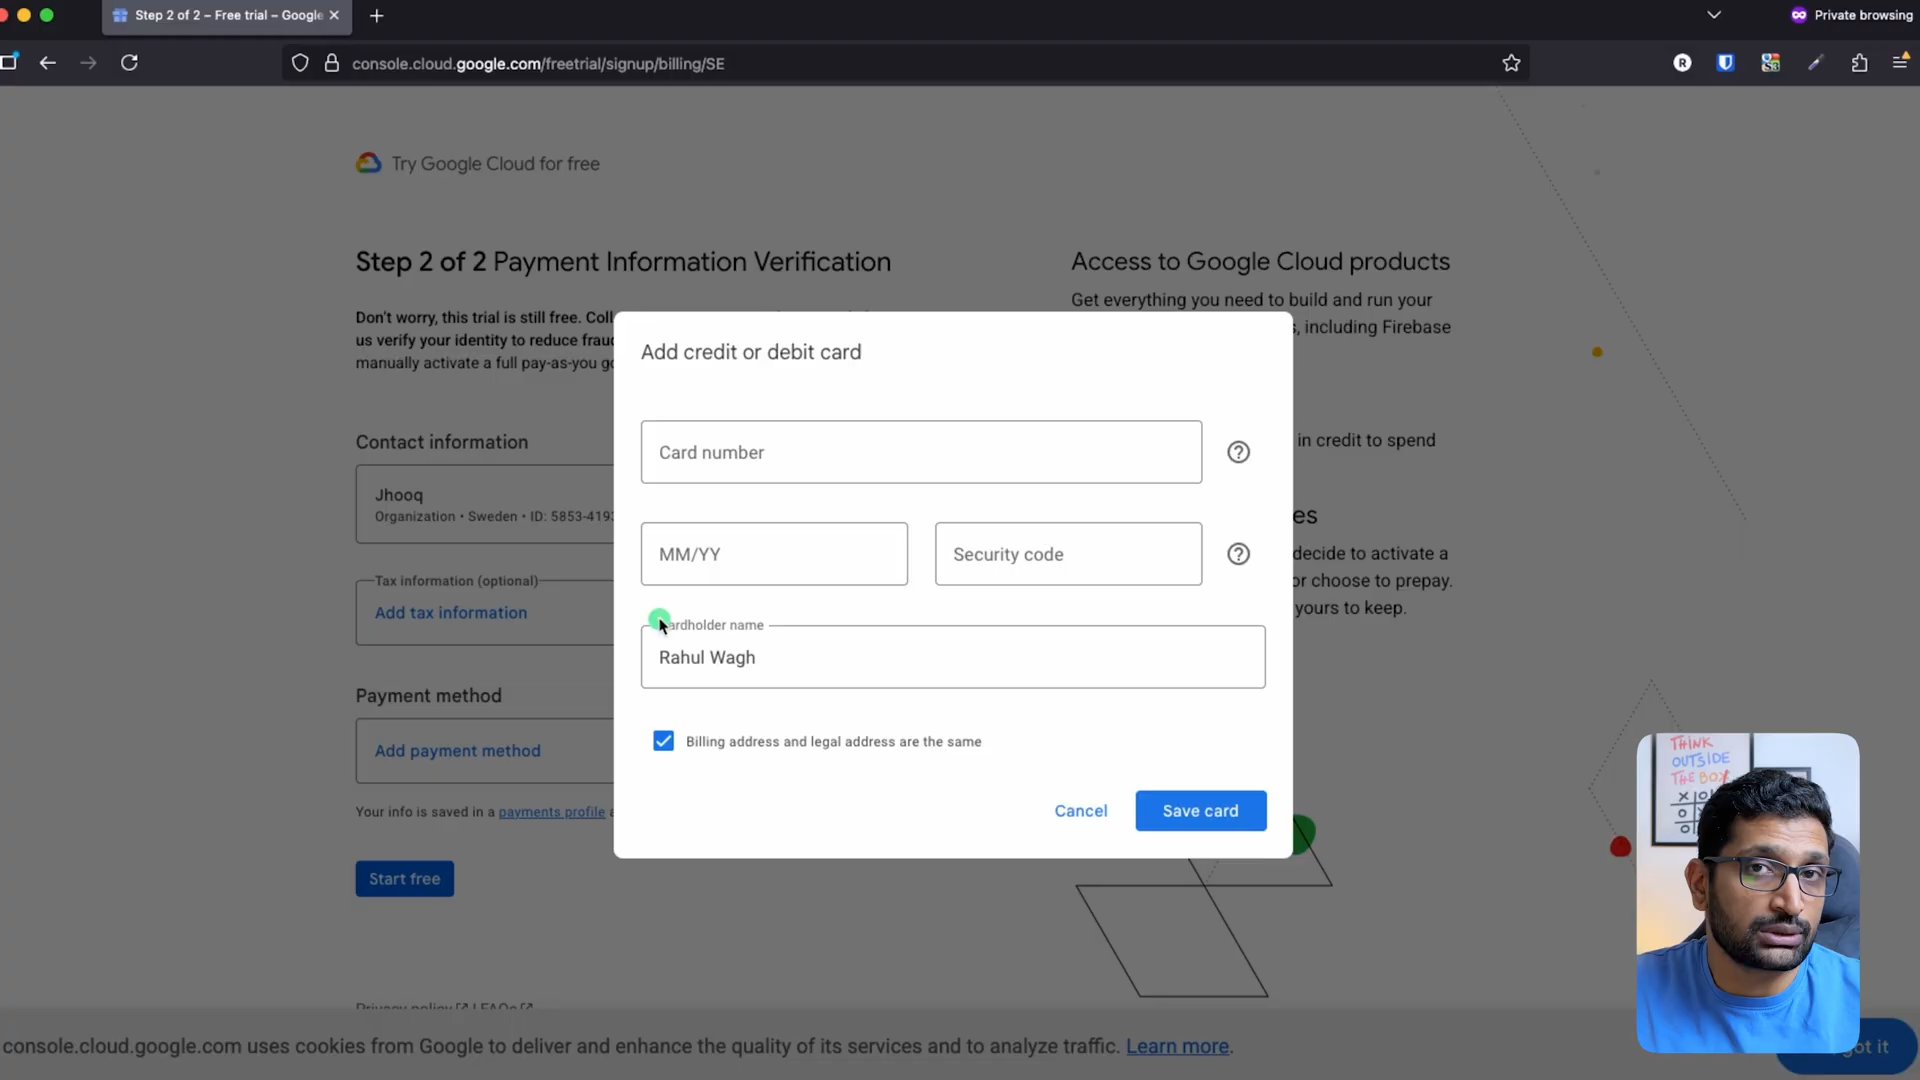 Step 2 of 2 – Free trial – Google
Private browsing
console.cloud.google.com/freetrial/signup/billing/SE
Try Google Cloud for free
Step 2 of 2 Payment Information Verification
Don't worry, this trial is still free. Coll
us verify your identity to reduce frau
manually activate a full pay-as-you g
Contact information
Jhooq
Organization • Sweden • ID: 5853-419
Tax information (optional)
Add tax information
Payment method
Add payment method
Your info is saved in a payments profile a
Start free
Privacy policy | FAQs
Access to Google Cloud products
Get everything you need to build and run your
, including Firebase
in credit to spend
es
decide to activate a
or choose to prepay.
yours to keep.
Add credit or debit card
Card number
MM/YY
Security code
ardholder name
Rahul Wagh
Billing address and legal address are the same
Cancel
Save card
THINK
OUTSIDE
THE BOX
console.cloud.google.com uses cookies from Google to deliver and enhance the quality of its services and to analyze traffic. Learn more.
got it